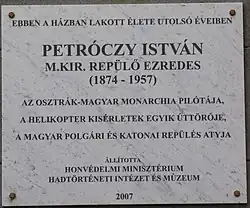 EBBEN A HÁZBAN LAKOTT ÉLETE UTOLSÓ ÉVEIBEN
PETRÓCZY ISTVÁN
M.KIR. REPÜLŐ EZREDES
(1874 - 1957)
AZ OSZTRÁK-MAGYAR MONARCHIA PILÓTÁJA,
A HELIKOPTER KISÉRLETEK EGYIK ÚTTÖRŐJE,
A MAGYAR POLGÁRI ÉS KATONAI REPÜLÉS ATYJA
ÁLLÍTOTTA
HONVÉDELMI MINISZTÉRIUM
HADTÖRTÉNETI INTÉZET ÉS MÚZEUM
2007